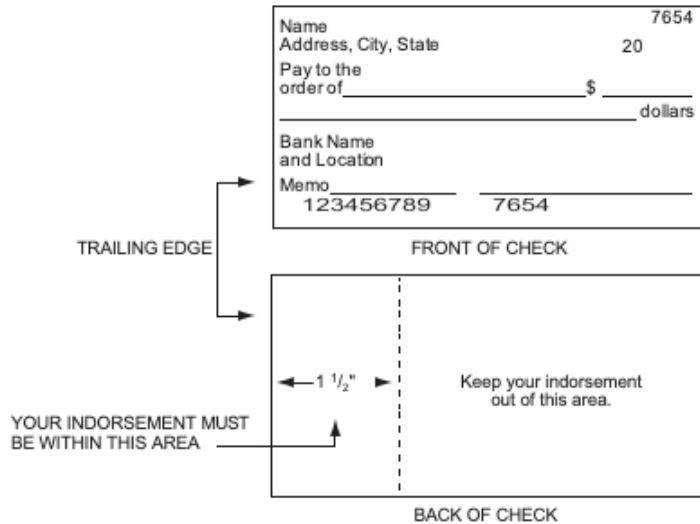 7654
Name
Address, City, State 20
Pay to the
order of $
dollars
Bank Name
and Location
Memo
123456789 7654
TRAILING EDGE
FRONT OF CHECK
1 1/2"
Keep your indorsement
out of this area.
YOUR INDORSEMENT MUST
BE WITHIN THIS AREA
BACK OF CHECK